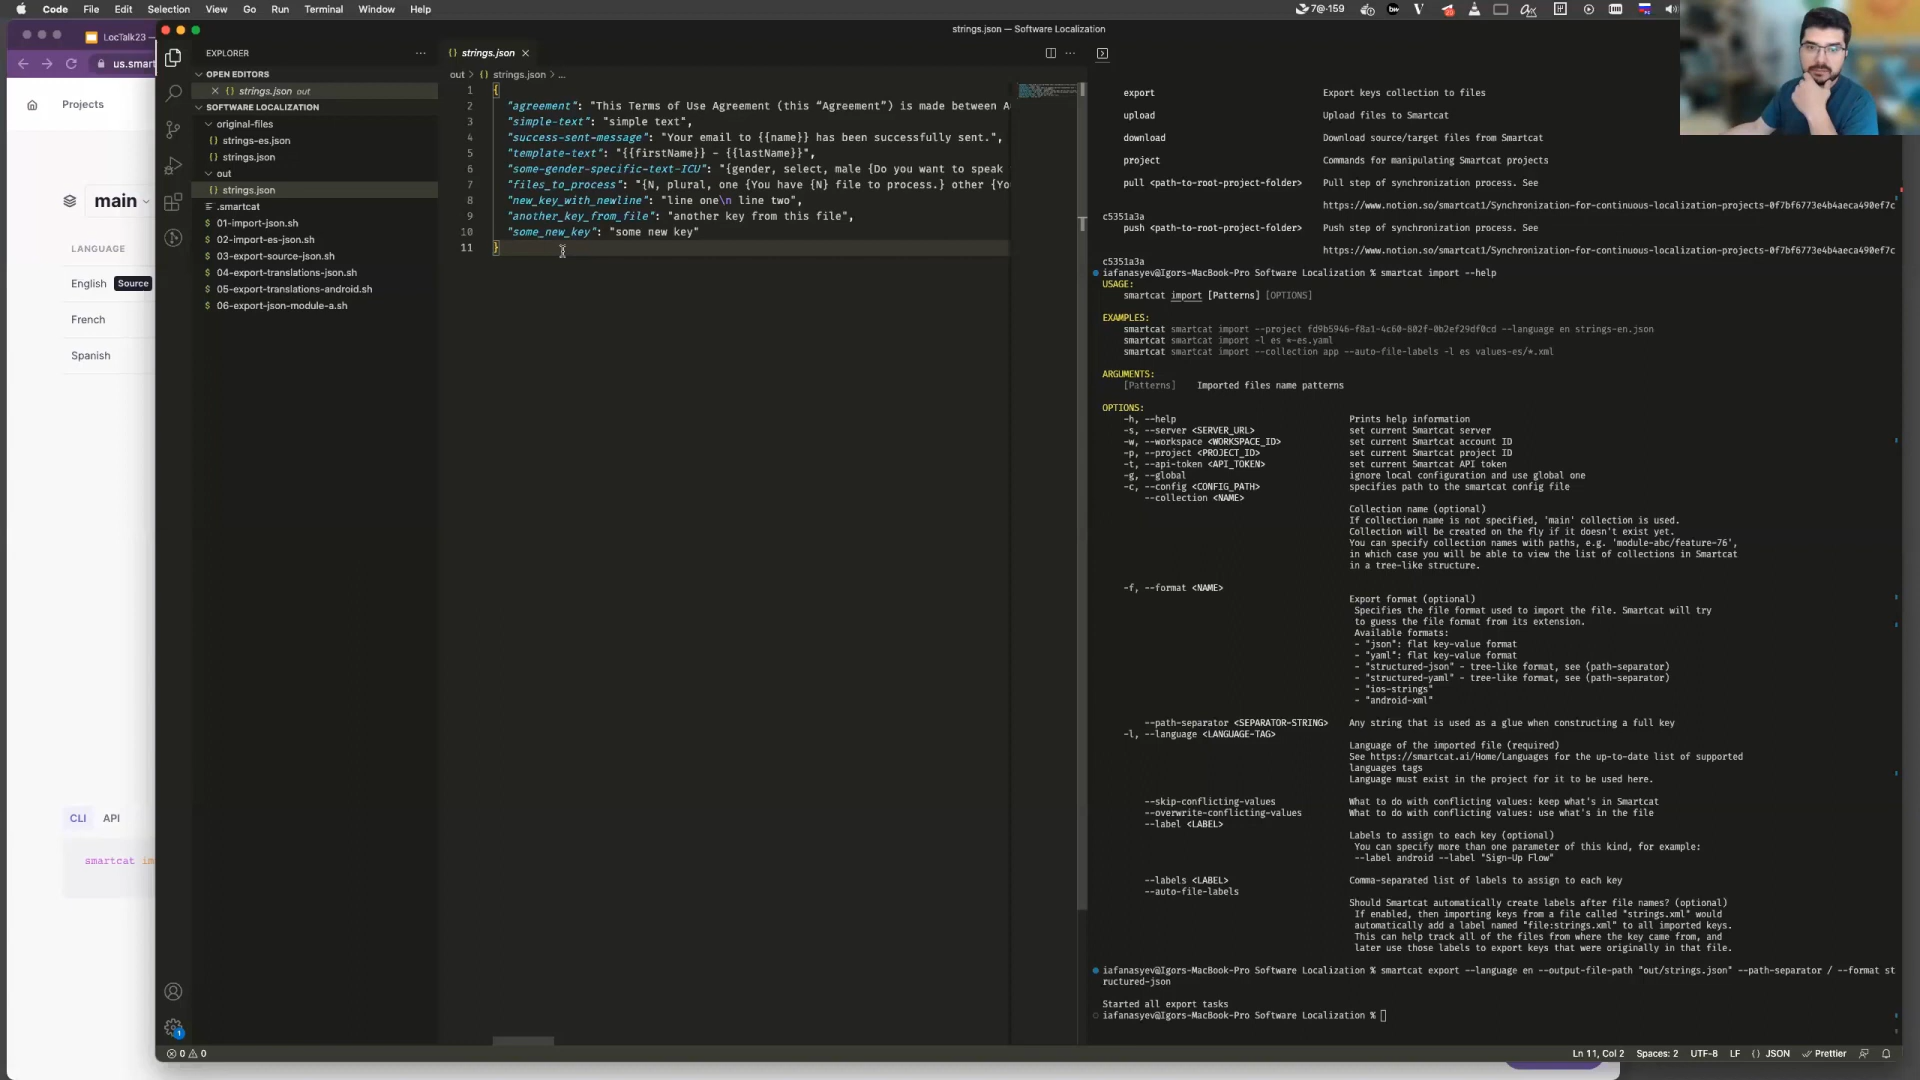 Code File Edit Selection View Go Run Terminal Window Help
7@-159
LocTalk23 —
us.smart
Projects
main
LANGUAGE
English Source
French
Spanish
CLI API
smartcat im
strings.json — Software Localization
EXPLORER
OPEN EDITORS
strings.json out
SOFTWARE LOCALIZATION
original-files
{} strings-es.json
{} strings.json
out
{} strings.json
.smartcat
$ 01-import-json.sh
$ 02-import-es-json.sh
$ 03-export-source-json.sh
$ 04-export-translations-json.sh
$ 05-export-translations-android.sh
$ 06-export-json-module-a.sh
{} strings.json
out > {} strings.json > ...
1 {
2 "agreement": "This Terms of Use Agreement (this “Agreement”) is made between A
3 "simple-text": "simple text",
4 "success-sent-message": "Your email to {{name}} has been successfully sent.",
5 "template-text": "{{firstName}} - {{lastName}}",
6 "some-gender-specific-text-ICU": "{gender, select, male {Do you want to speak
7 "files_to_process": "{N, plural, one {You have {N} file to process.} other {Yo
8 "new_key_with_newline": "line one\n line two",
9 "another_key_from_file": "another key from this file",
10 "some_new_key": "some new key"
11 }
export Export keys collection to files
upload Upload files to Smartcat
download Download source/target files from Smartcat
project Commands for manipulating Smartcat projects
pull <path-to-root-project-folder> Pull step of synchronization process. See
https://www.notion.so/smartcat1/Synchronization-for-continuous-localization-projects-0f7bf6773e4b4aeca490ef7c
c5351a3a
push <path-to-root-project-folder> Push step of synchronization process. See
https://www.notion.so/smartcat1/Synchronization-for-continuous-localization-projects-0f7bf6773e4b4aeca490ef7c
c5351a3a
iafanasyev@Igors-MacBook-Pro Software Localization % smartcat import --help
USAGE:
smartcat import [Patterns] [OPTIONS]
EXAMPLES:
smartcat smartcat import --project fd9b5946-f8a1-4c60-802f-0b2ef29df0cd --language en strings-en.json
smartcat smartcat import -l es *-es.yaml
smartcat smartcat import --collection app --auto-file-labels -l es values-es/*.xml
ARGUMENTS:
[Patterns] Imported files name patterns
OPTIONS:
-h, --help Prints help information
-s, --server <SERVER_URL> set current Smartcat server
-w, --workspace <WORKSPACE_ID> set current Smartcat account ID
-p, --project <PROJECT_ID> set current Smartcat project ID
-t, --api-token <API_TOKEN> set current Smartcat API token
-g, --global ignore local configuration and use global one
-c, --config <CONFIG_PATH> specifies path to the smartcat config file
--collection <NAME>
Collection name (optional)
If collection name is not specified, 'main' collection is used.
Collection will be created on the fly if it doesn't exist yet.
You can specify collection names with paths, e.g. 'module-abc/feature-76',
in which case you will be able to view the list of collections in Smartcat
in a tree-like structure.
-f, --format <NAME>
Export format (optional)
Specifies the file format used to import the file. Smartcat will try
to guess the file format from its extension.
Available formats:
- "json": flat key-value format
- "yaml": flat key-value format
- "structured-json" - tree-like format, see (path-separator)
- "structured-yaml" - tree-like format, see (path-separator)
- "ios-strings"
- "android-xml"
--path-separator <SEPARATOR-STRING> Any string that is used as a glue when constructing a full key
-l, --language <LANGUAGE-TAG>
Language of the imported file (required)
See https://smartcat.ai/Home/Languages for the up-to-date list of supported
languages tags
Language must exist in the project for it to be used here.
--skip-conflicting-values What to do with conflicting values: keep what's in Smartcat
--overwrite-conflicting-values What to do with conflicting values: use what's in the file
--label <LABEL>
Labels to assign to each key (optional)
You can specify more than one parameter of this kind, for example:
--label android --label "Sign-Up Flow"
--labels <LABEL> Comma-separated list of labels to assign to each key
--auto-file-labels
Should Smartcat automatically create labels after file names? (optional)
If enabled, then importing keys from a file called "strings.xml" would
automatically add a label named "file:strings.xml" to all imported keys.
This can help track all of the files from where the key came from, and
later use those labels to export keys that were originally in that file.
iafanasyev@Igors-MacBook-Pro Software Localization % smartcat export --language en --output-file-path "out/strings.json" --path-separator / --format st
ructured-json
Started all export tasks
iafanasyev@Igors-MacBook-Pro Software Localization %
0 0
Ln 11, Col 2 Spaces: 2 UTF-8 LF {} JSON Prettier